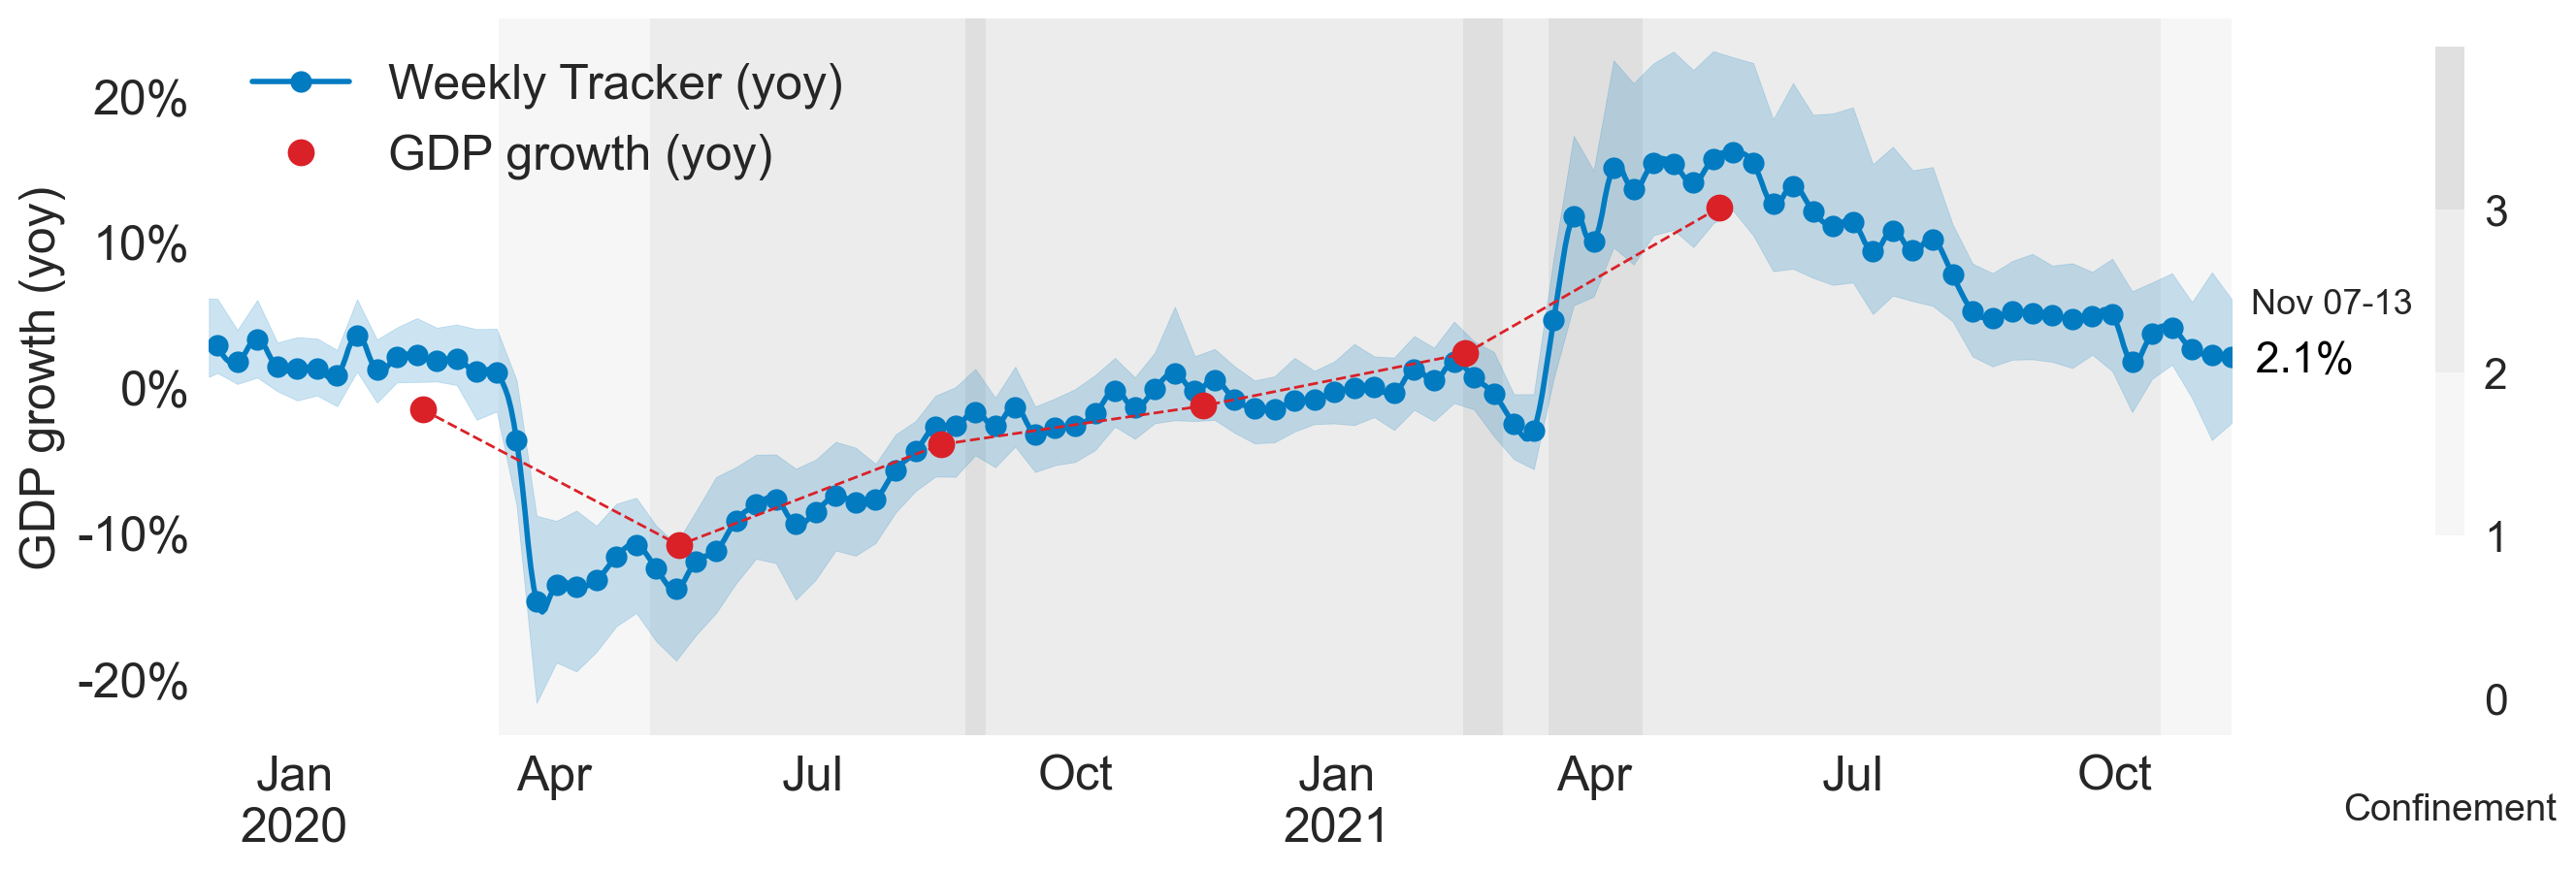 Weekly Tracker (yoy)
GDP growth (yoy)
GDP growth (yoy)
20%
10%
0%
-10%
-20%
Jan
2020
Apr
Jul
Oct
Jan
2021
Apr
Jul
Oct
Nov 07-13
2.1%
3
2
1
0
Confinement